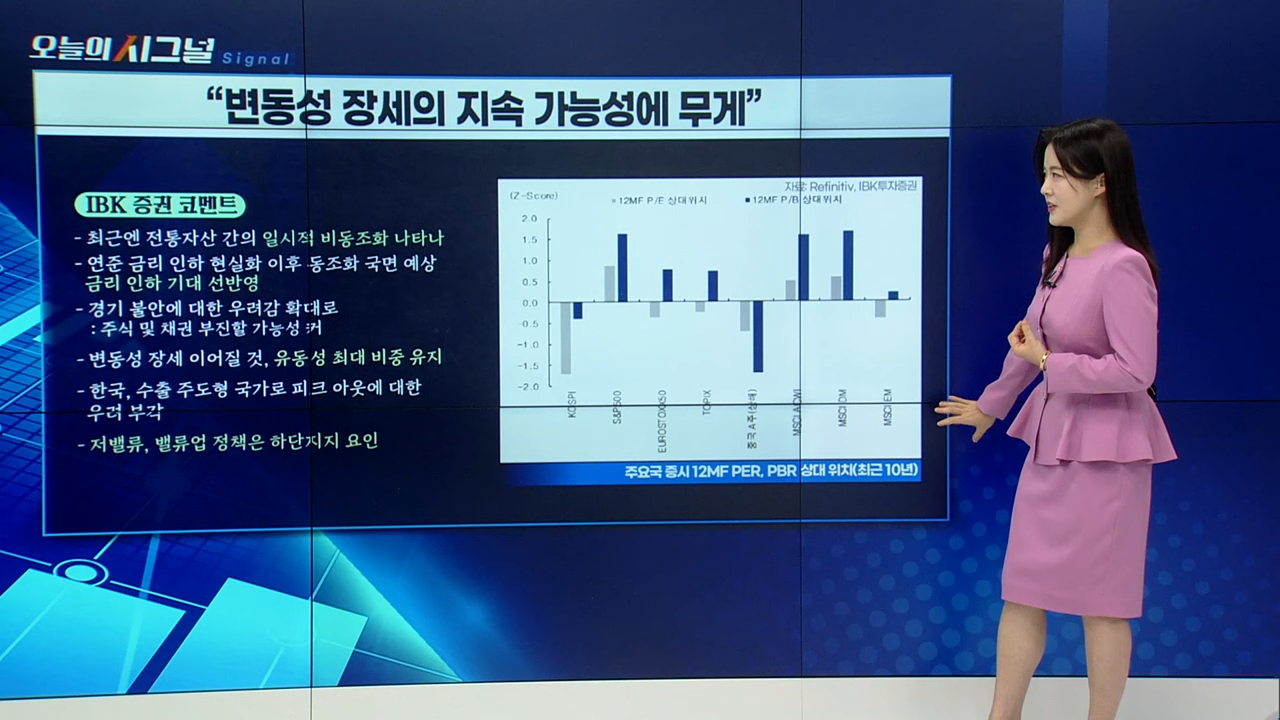 오늘의 시그널 Signal
“변동성 장세의 지속 가능성에 무게”
IBK 증권 코멘트
- 최근엔 전통자산 간의 일시적 비동조화 나타나
- 연준 금리 인하 현실화 이후 동조화 국면 예상
금리 인하 기대 선반영
- 경기 불안에 대한 우려감 확대로
: 주식 및 채권 부진할 가능성 커
- 변동성 장세 이어질 것, 유동성 최대 비중 유지
- 한국, 수출 주도형 국가로 피크 아웃에 대한
우려 부각
- 저밸류, 밸류업 정책은 하단지지 요인
자료: Refinitiv, IBK투자증권
(Z-Score)
12MF P/E 상대위치
12MF P/B 상대위치
2.0
1.5
1.0
0.5
0.0
-0.5
-1.0
-1.5
-2.0
KOSPI
S&P500
EUROSTOXX50
TOPIX
중국 A주(상해)
MSCI ACWI
MSCI DM
MSCI EM
주요국 증시 12MF PER, PBR 상대 위치(최근 10년)